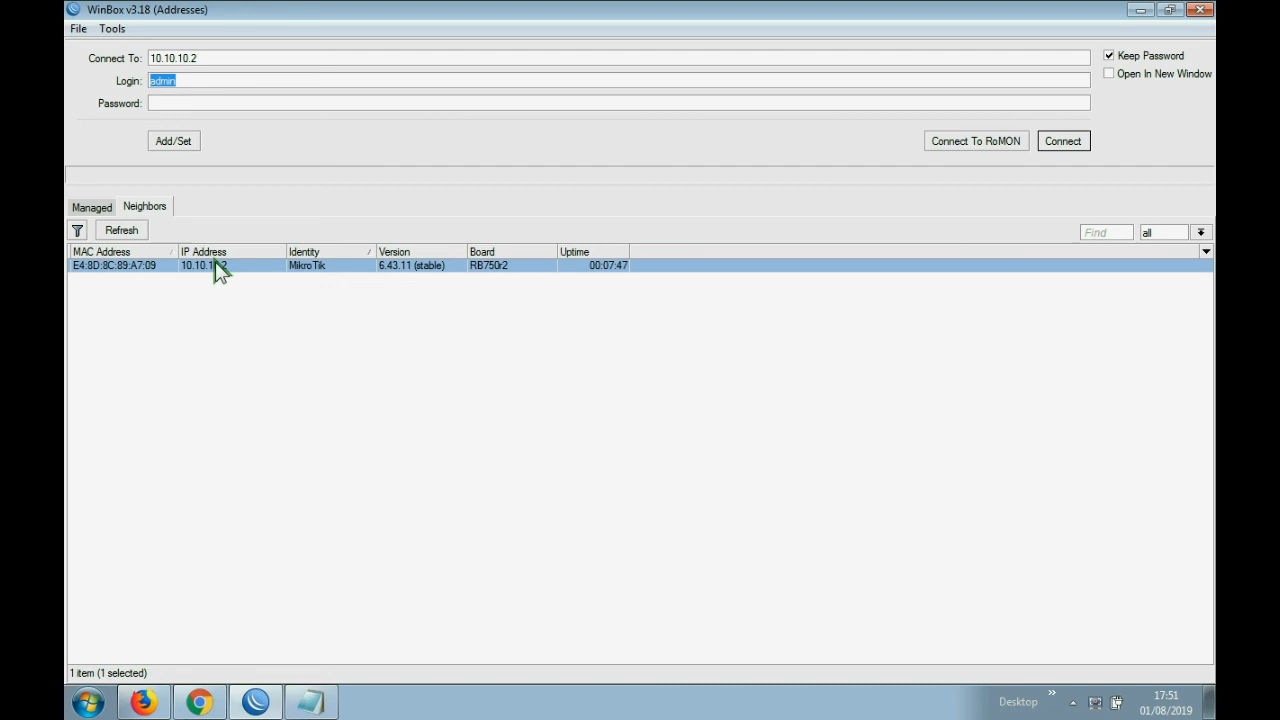 WinBox v3.18 (Addresses)
File Tools
Connect To: 10.10.10.2
Keep Password
Login: admin
Open In New Window
Password:
Add/Set
Connect To RoMON
Connect
Managed
Neighbors
Refresh
Find
all
MAC Address IP Address Identity Version Board Uptime
E4:8D:8C:89:A7:09 MikroTik 6.43.11 (stable) RB750r2 00:07:47
1 item (1 selected)
Desktop
17:51
01/08/2019